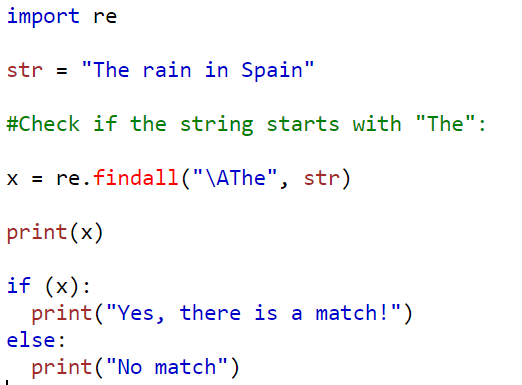 import re
str = "The rain in Spain"
#Check if the string starts with "The":
x = re.findall("\AThe", str)
print(x)
if (x):
  print("Yes, there is a match!")
else:
  print("No match")